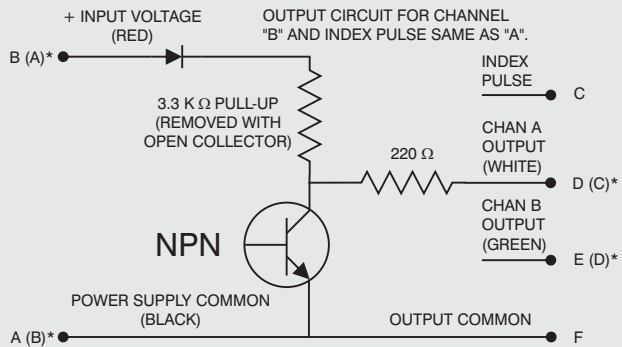 + INPUT VOLTAGE
(RED)
OUTPUT CIRCUIT FOR CHANNEL
"B" AND INDEX PULSE SAME AS "A".
B (A)*
INDEX
PULSE
C
3.3 K Ω PULL-UP
(REMOVED WITH
OPEN COLLECTOR)
CHAN A
OUTPUT
(WHITE)
220 Ω
D (C)*
CHAN B
OUTPUT
(GREEN)
NPN
E (D)*
POWER SUPPLY COMMON
(BLACK)
OUTPUT COMMON
A (B)*
F